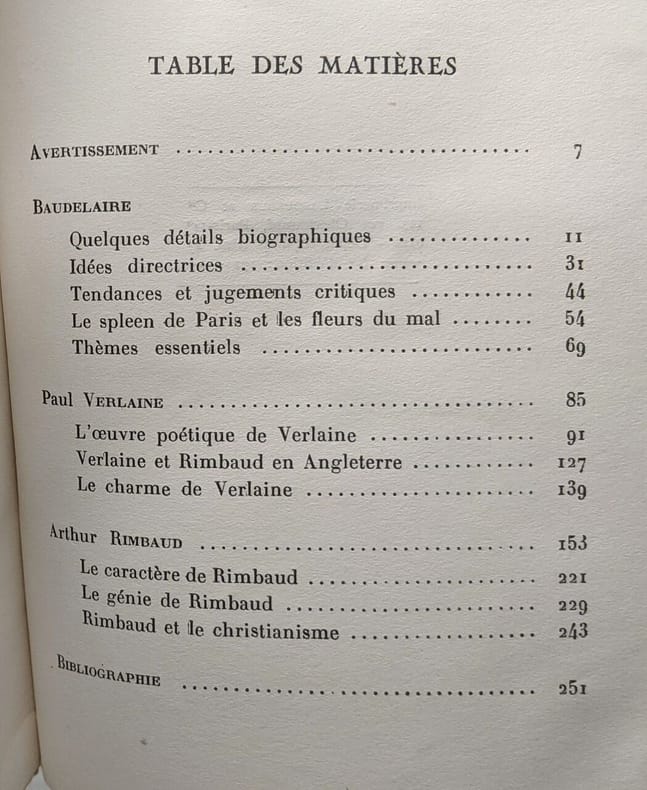 TABLE DES MATIÈRES
AVERTISSEMENT .................................. 7
BAUDELAIRE
Quelques détails biographiques .............. 11
Idées directrices ............................ 31
Tendances et jugements critiques ............ 44
Le spleen de Paris et les fleurs du mal ........ 54
Thèmes essentiels .......................... 69
Paul VERLAINE .................................. 85
L'œuvre poétique de Verlaine ................ 91
Verlaine et Rimbaud en Angleterre ............ 127
Le charme de Verlaine ...................... 139
Arthur RIMBAUD ................................ 153
Le caractère de Rimbaud ...................... 221
Le génie de Rimbaud ........................ 229
Rimbaud et le christianisme .................. 243
BIBLIOGRAPHIE .................................. 251